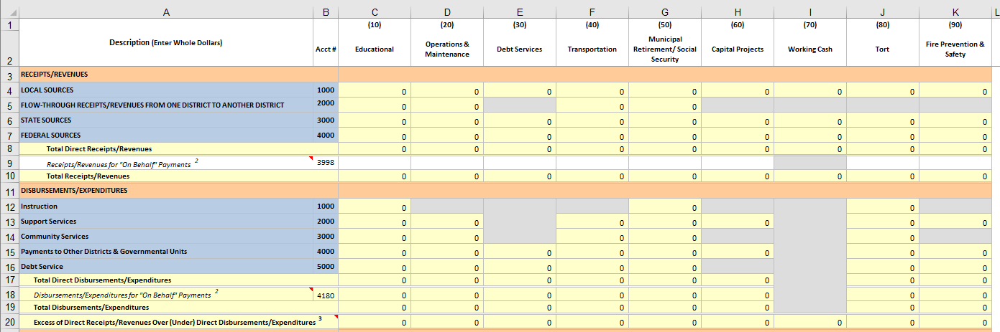 A B C D E F G H I J K L
1 (10) (20) (30) (40) (50) (60) (70) (80) (90)
2 Description (Enter Whole Dollars) Acct # Educational Operations & Maintenance Debt Services Transportation Municipal Retirement/ Social Security Capital Projects Working Cash Tort Fire Prevention & Safety
3 RECEIPTS/REVENUES
4 LOCAL SOURCES 1000 0 0 0 0 0 0 0 0 0
5 FLOW-THROUGH RECEIPTS/REVENUES FROM ONE DISTRICT TO ANOTHER DISTRICT 2000 0 0 0 0
6 STATE SOURCES 3000 0 0 0 0 0 0 0 0 0
7 FEDERAL SOURCES 4000 0 0 0 0 0 0 0 0 0
8 Total Direct Receipts/Revenues 0 0 0 0 0 0 0 0 0
9 Receipts/Revenues for "On Behalf" Payments 2 3998
10 Total Receipts/Revenues 0 0 0 0 0 0 0 0 0
11 DISBURSEMENTS/EXPENDITURES
12 Instruction 1000 0 0 0
13 Support Services 2000 0 0 0 0 0 0 0
14 Community Services 3000 0 0 0 0 0
15 Payments to Other Districts & Governmental Units 4000 0 0 0 0 0 0 0 0
16 Debt Service 5000 0 0 0 0 0 0 0
17 Total Direct Disbursements/Expenditures 0 0 0 0 0 0 0 0
18 Disbursements/Expenditures for "On Behalf" Payments 2 4180 0 0 0 0 0 0 0 0
19 Total Disbursements/Expenditures 0 0 0 0 0 0 0 0
20 Excess of Direct Receipts/Revenues Over (Under) Direct Disbursements/Expenditures 3 0 0 0 0 0 0 0 0 0